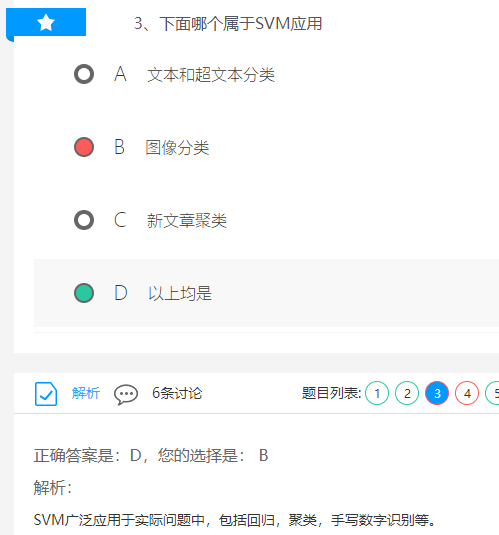 3、下面哪个属于SVM应用
A 文本和超文本分类
B 图像分类
C 新文章聚类
D 以上均是
解析 6条讨论 题目列表: 1 2 3 4 5
正确答案是：D，您的选择是： B
解析：
SVM广泛应用于实际问题中，包括回归，聚类，手写数字识别等。